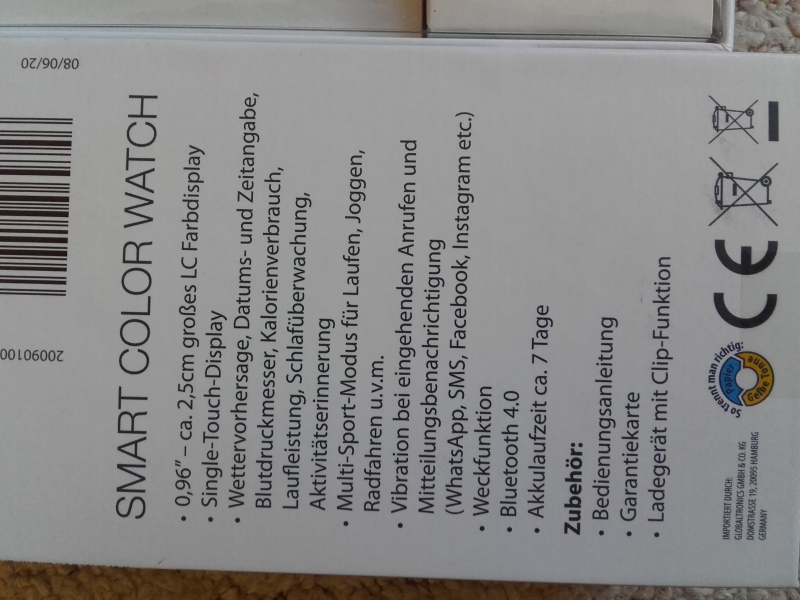 SMART COLOR WATCH
• 0,96” – ca. 2,5cm großes LC Farbdisplay
• Single-Touch-Display
• Wettervorhersage, Datums- und Zeitangabe,
Blutdruckmesser, Kalorienverbrauch,
Laufleistung, Schlafüberwachung,
Aktivitätserinnerung
• Multi-Sport-Modus für Laufen, Joggen,
Radfahren u.v.m.
• Vibration bei eingehenden Anrufen und
Mitteilungsbenachrichtigung
(WhatsApp, SMS, Facebook, Instagram etc.)
• Weckfunktion
• Bluetooth 4.0
• Akkulaufzeit ca. 7 Tage
Zubehör:
• Bedienungsanleitung
• Garantiekarte
• Ladegerät mit Clip-Funktion
IMPORTIERT DURCH:
GLOBALTRONICS GMBH & CO. KG
DOMSTRASSE 19, 20095 HAMBURG
GERMANY
So trennt man richtig:
Papier
Gelbe Tonne
CE
08/06/20
20090100